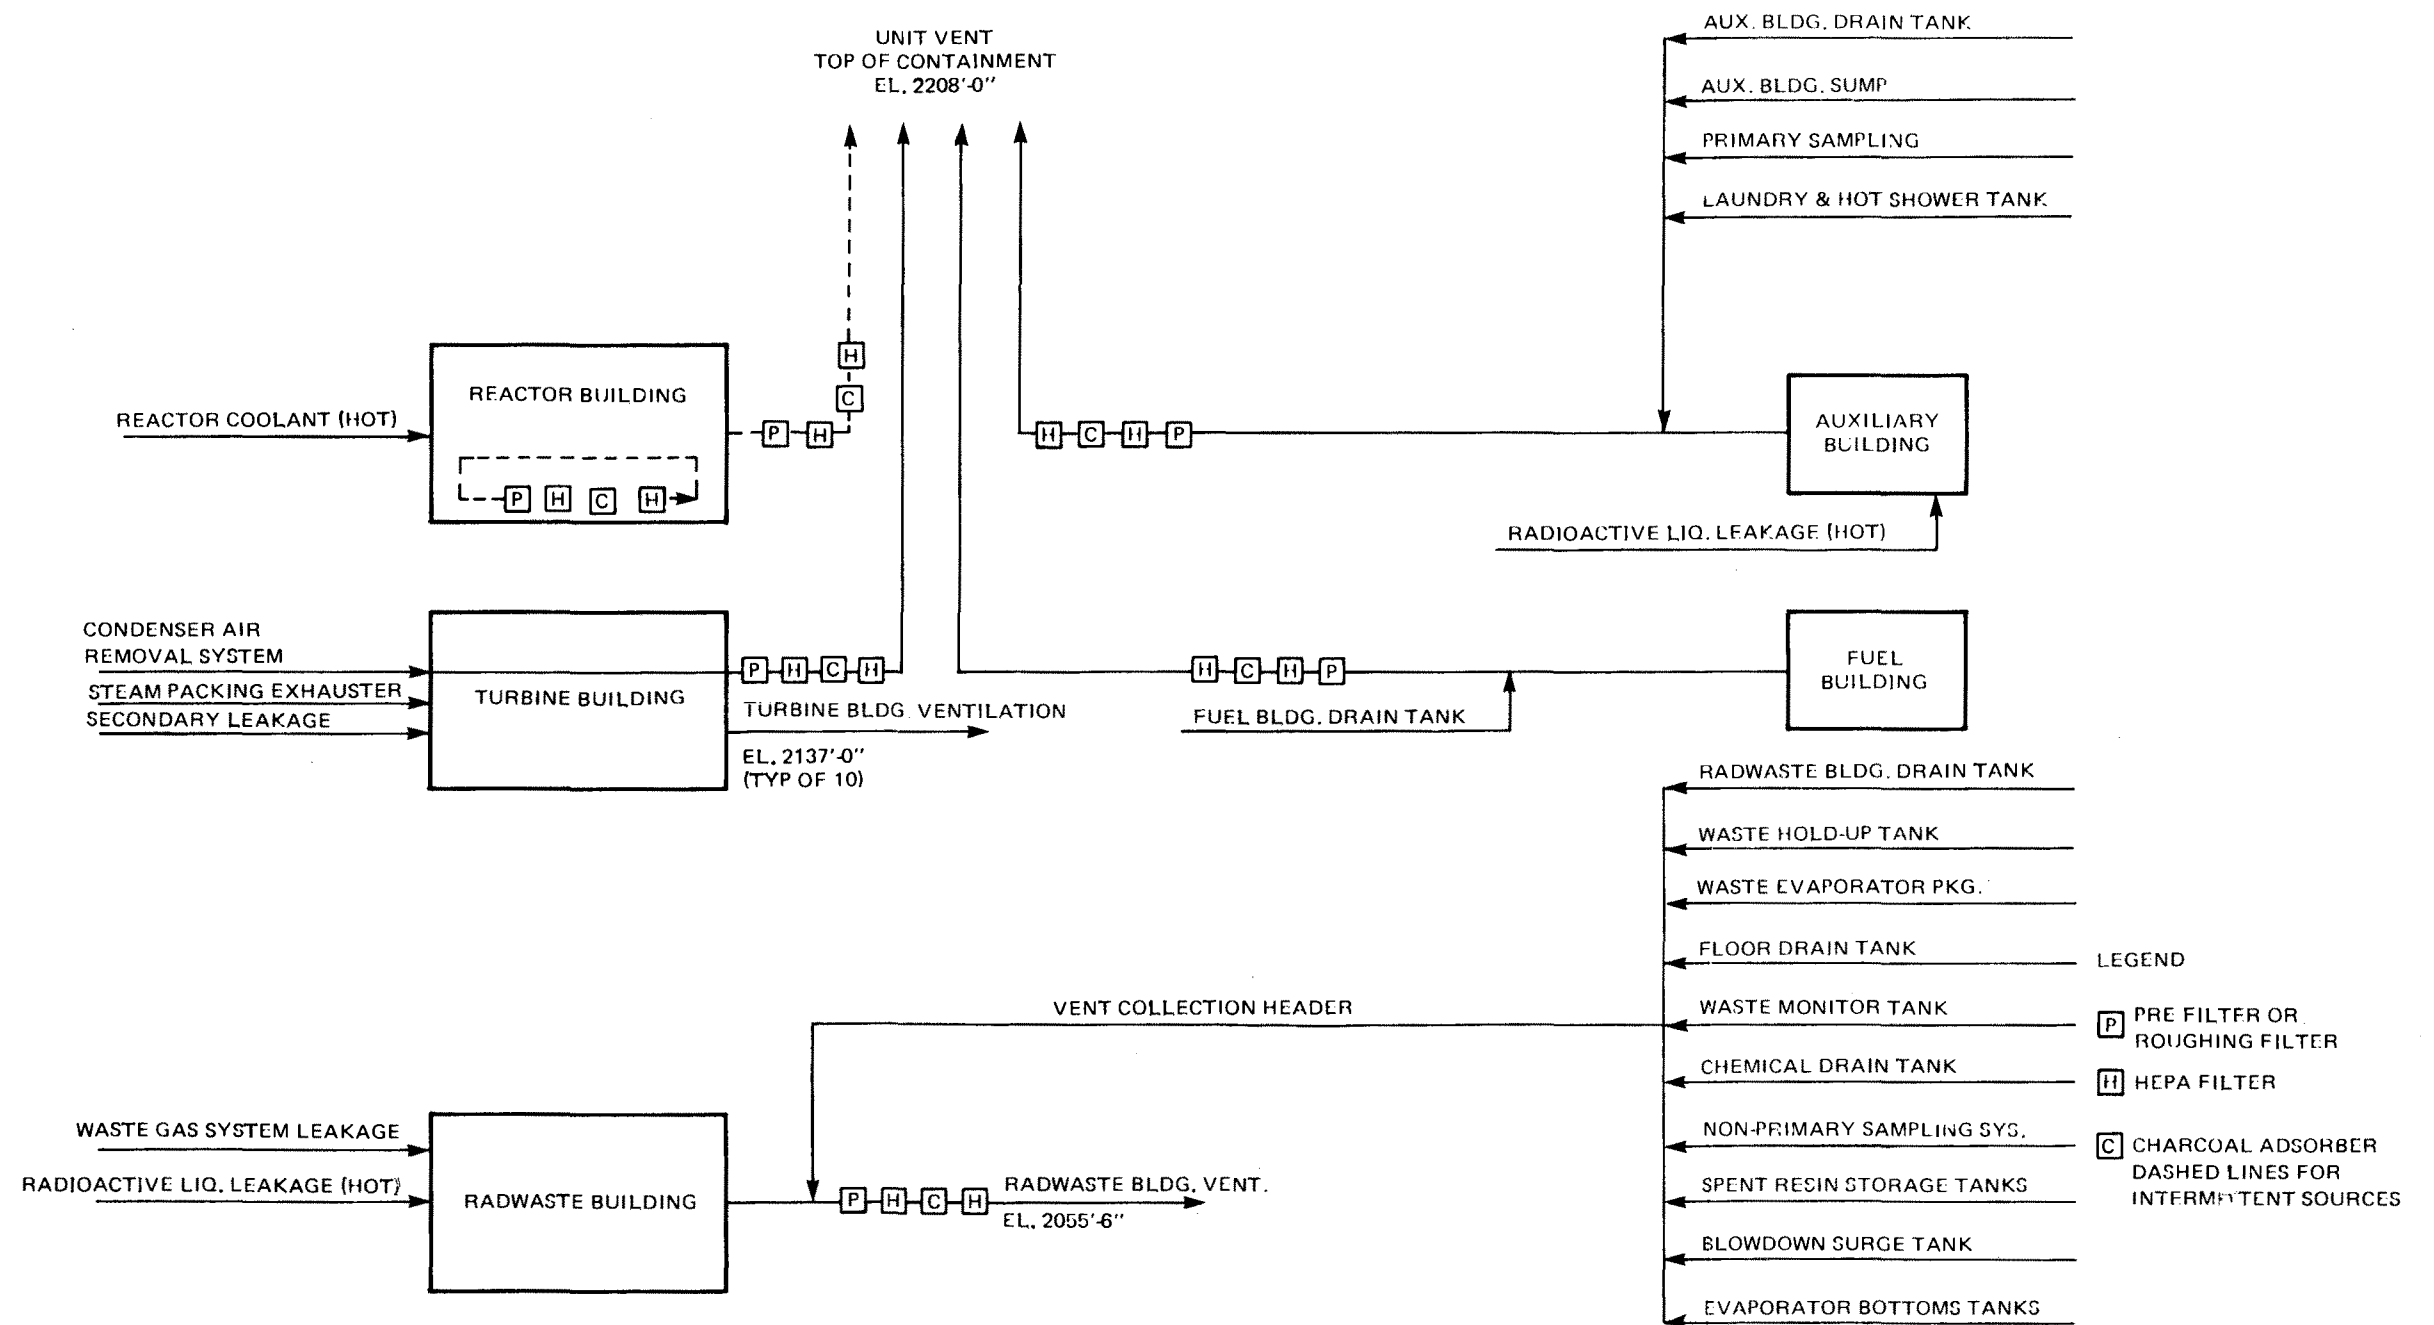 UNIT VENT
TOP OF CONTAINMENT
EL. 2208'-0"
AUX. BLDG. DRAIN TANK
AUX. BLDG. SUMP
PRIMARY SAMPLING
LAUNDRY & HOT SHOWER TANK
REACTOR COOLANT (HOT)
REACTOR BUILDING
P H C H
P H C H
H C H P
AUXILIARY
BUILDING
RADIOACTIVE LIQ. LEAKAGE (HOT)
CONDENSER AIR
REMOVAL SYSTEM
STEAM PACKING EXHAUSTER
SECONDARY LEAKAGE
TURBINE BUILDING
P H C H
TURBINE BLDG. VENTILATION
EL. 2137'-0"
(TYP OF 10)
H C H P
FUEL BLDG. DRAIN TANK
FUEL
BUILDING
RADWASTE BLDG. DRAIN TANK
WASTE HOLD-UP TANK
WASTE EVAPORATOR PKG.
FLOOR DRAIN TANK
WASTE MONITOR TANK
CHEMICAL DRAIN TANK
NON-PRIMARY SAMPLING SYS.
SPENT RESIN STORAGE TANKS
BLOWDOWN SURGE TANK
EVAPORATOR BOTTOMS TANKS
VENT COLLECTION HEADER
WASTE GAS SYSTEM LEAKAGE
RADIOACTIVE LIQ. LEAKAGE (HOT)
RADWASTE BUILDING
P H C H
RADWASTE BLDG. VENT.
EL. 2055'-6"
LEGEND
P PRE FILTER OR
ROUGHING FILTER
H HEPA FILTER
C CHARCOAL ADSORBER
DASHED LINES FOR
INTERMITTENT SOURCES